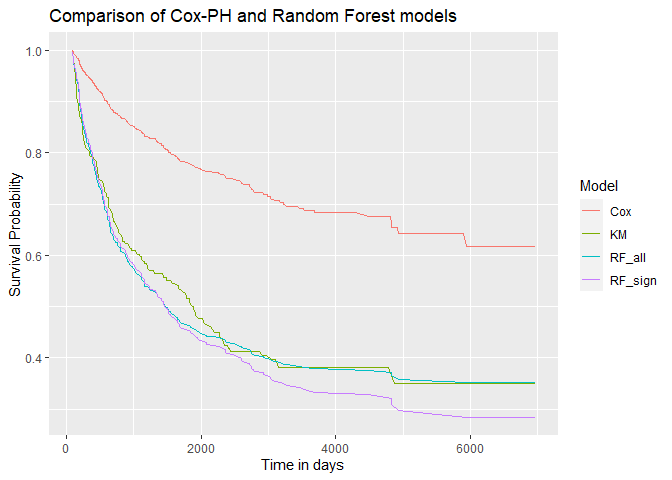 Comparison of Cox-PH and Random Forest models
1.0
0.8
0.6
0.4
Survival Probability
0
2000
4000
6000
Time in days
Model
Cox
KM
RF_all
RF_sign